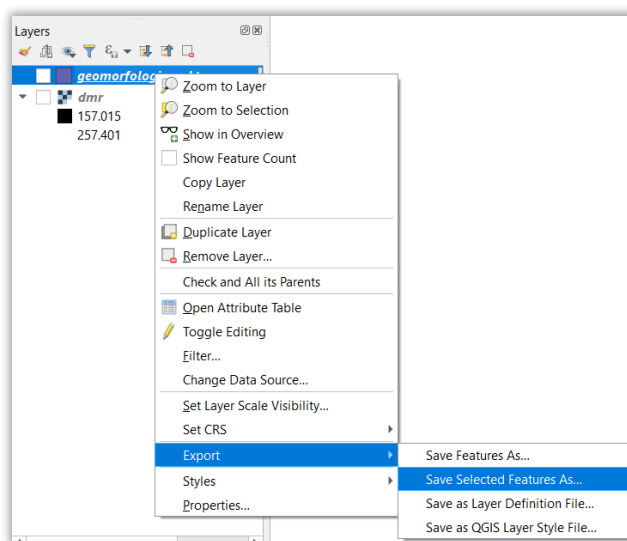 Layers
dmr
157.015
257.401
Zoom to Layer
Zoom to Selection
Show in Overview
Show Feature Count
Copy Layer
Rename Layer
Duplicate Layer
Remove Layer...
Check and All its Parents
Open Attribute Table
Toggle Editing
Filter...
Change Data Source...
Set Layer Scale Visibility...
Set CRS
Export
Styles
Properties...
Save Features As...
Save Selected Features As...
Save as Layer Definition File...
Save as QGIS Layer Style File...